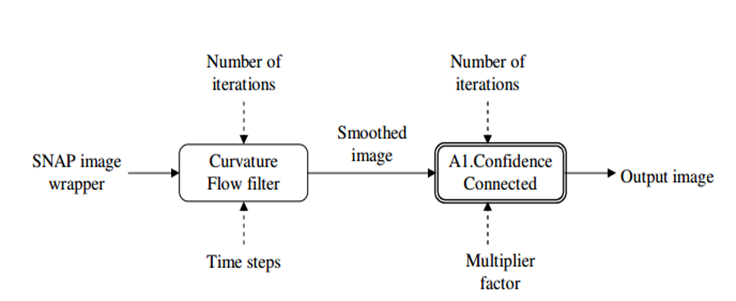 Number of
iterations
Number of
iterations
SNAP image
wrapper
Curvature
Flow filter
Smoothed
image
A1.Confidence
Connected
Output image
Time steps
Multiplier
factor